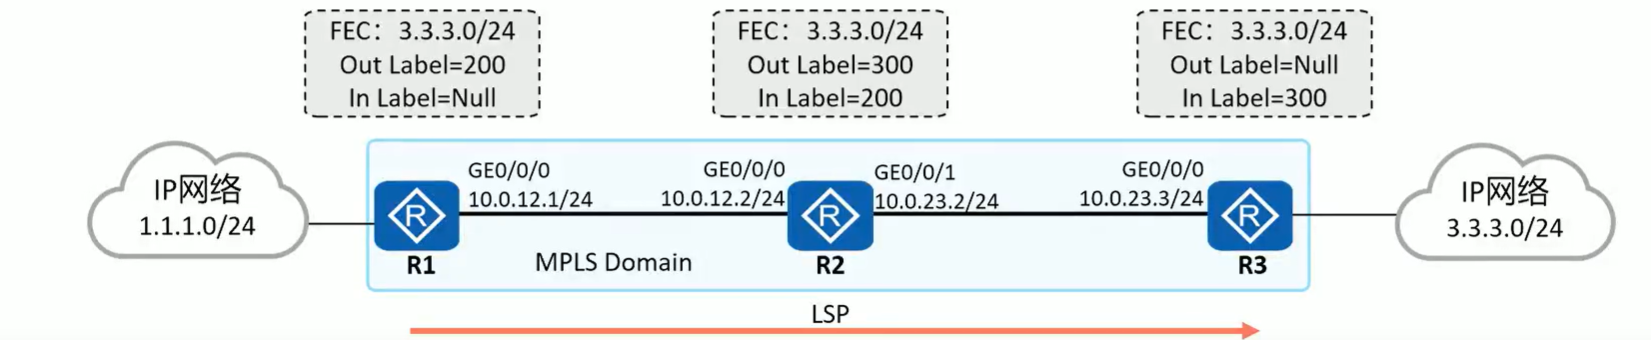 FEC：3.3.3.0/24
Out Label=200
In Label=Null
FEC：3.3.3.0/24
Out Label=300
In Label=200
FEC：3.3.3.0/24
Out Label=Null
In Label=300
IP网络
1.1.1.0/24
GE0/0/0
10.0.12.1/24
GE0/0/0
10.0.12.2/24
GE0/0/1
10.0.23.2/24
GE0/0/0
10.0.23.3/24
IP网络
3.3.3.0/24
R
R
R
R1
MPLS Domain
R2
R3
LSP